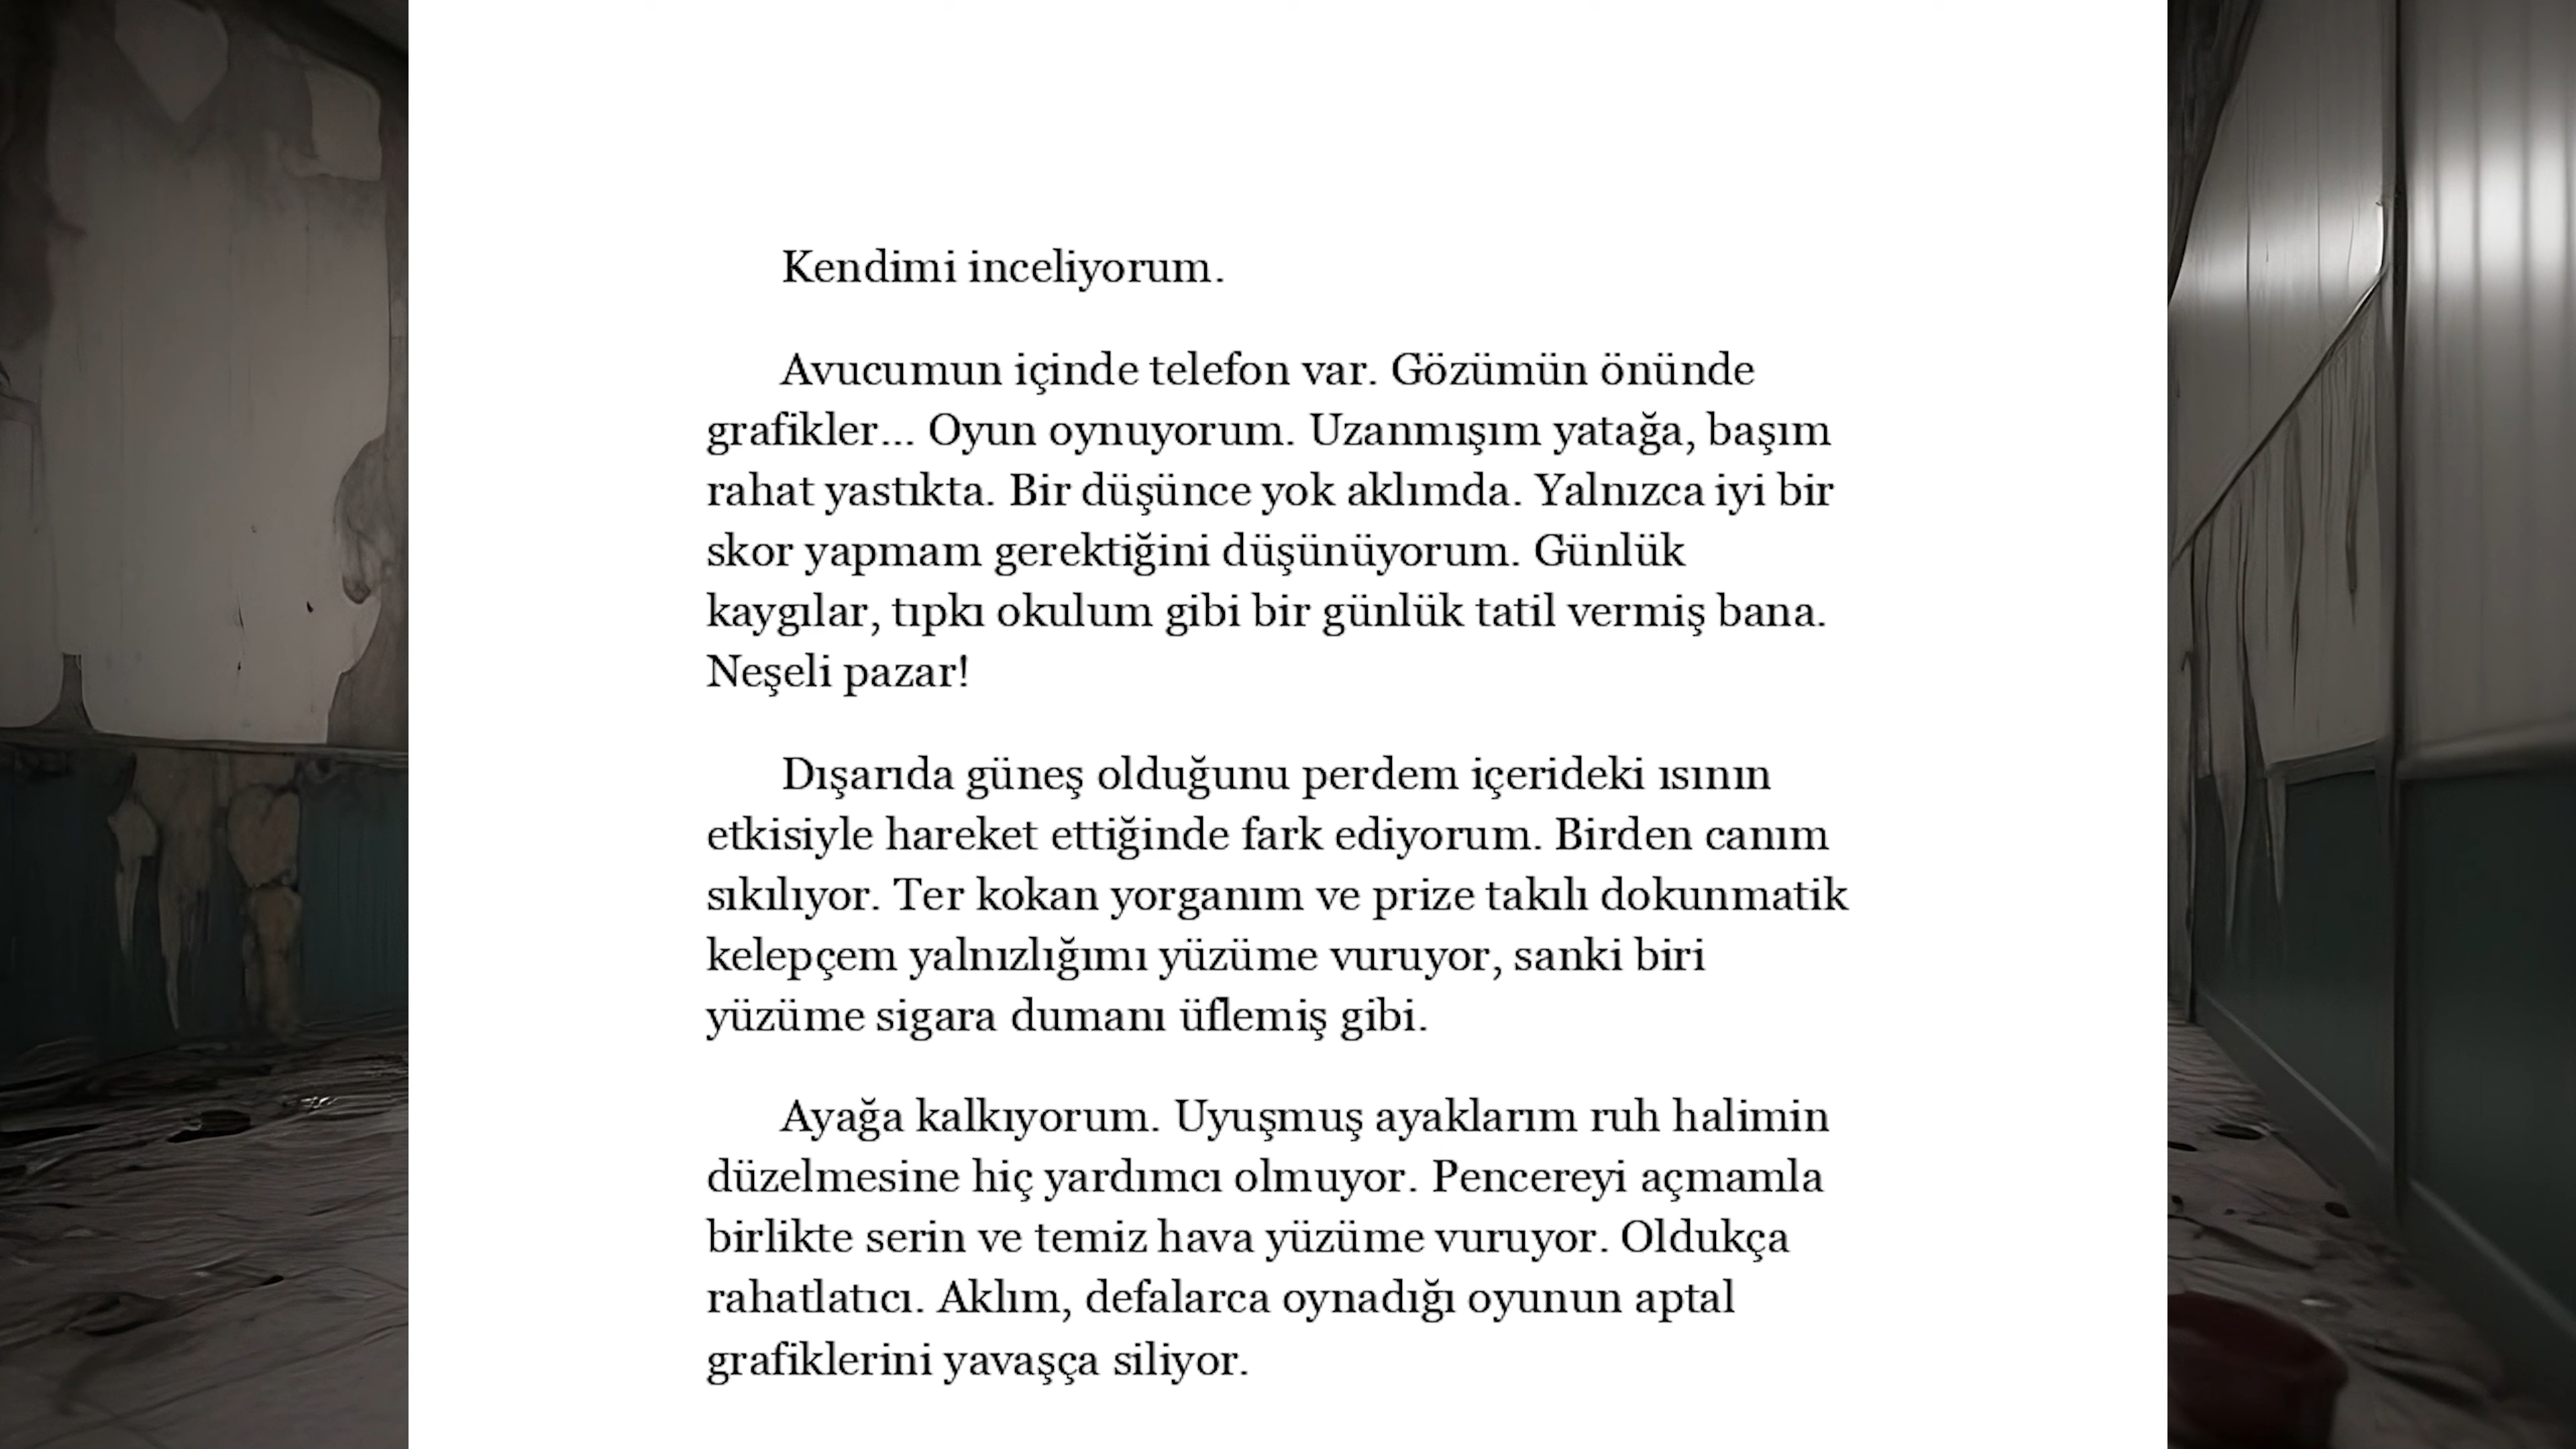 Kendimi inceliyorum.
Avucumun içinde telefon var. Gözümün önünde
grafikler... Oyun oynuyorum. Uzanmışım yatağa, başım
rahat yastıkta. Bir düşünce yok aklımda. Yalnızca iyi bir
skor yapmam gerektiğini düşünüyorum. Günlük
kaygılar, tıpkı okulum gibi bir günlük tatil vermiş bana.
Neşeli pazar!
Dışarıda güneş olduğunu perdem içerideki ısının
etkisiyle hareket ettiğinde fark ediyorum. Birden canım
sıkılıyor. Ter kokan yorganım ve prize takılı dokunmatik
kelepçem yalnızlığımı yüzüme vuruyor, sanki biri
yüzüme sigara dumanı üflemiş gibi.
Ayağa kalkıyorum. Uyuşmuş ayaklarım ruh halimin
düzelmesine hiç yardımcı olmuyor. Pencereyi açmamla
birlikte serin ve temiz hava yüzüme vuruyor. Oldukça
rahatlatıcı. Aklım, defalarca oynadığı oyunun aptal
grafiklerini yavaşça siliyor.